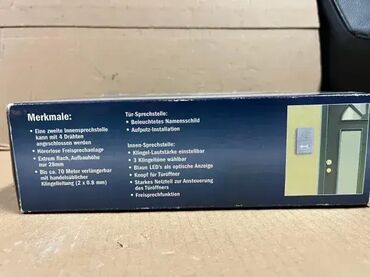 Merkmale:
• Eine zweite Innensprechstelle
kann mit 4 Drähten
angeschlossen werden
• Hörerlose Freisprechanlage
• Extrem flach, Aufbauhöhe
nur 28mm
• Bis ca. 70 Meter verlängerbar
mit handelsüblicher
Klingelleitung (2 x 0.8 mm)
Tür-Sprechstelle:
• Beleuchtetes Namensschild
• Aufputz-Installation
Innen-Sprechstelle:
• Klingel-Lautstärke einstellbar
• 3 Klingeltöne wählbar
• Blaue LED's als optische Anzeige
• Knopf für Türöffner
• Starkes Netzteil zur Ansteuerung
des Türöffners
• Freisprechfunktion